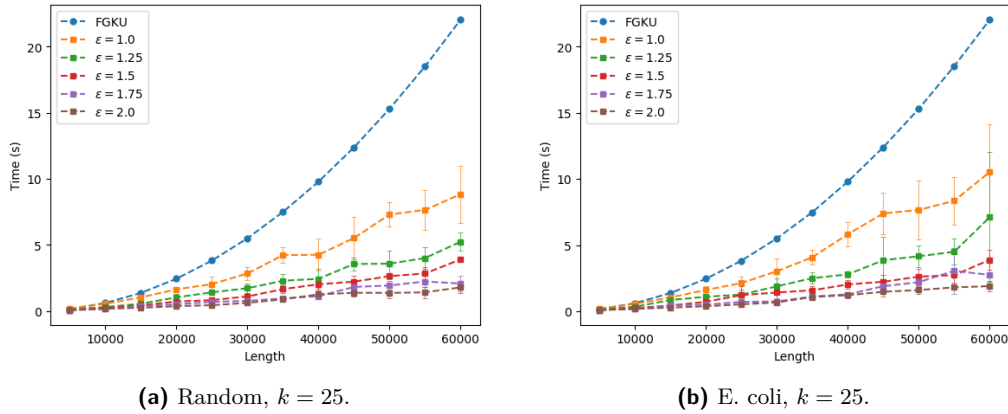 FGKU
ε = 1.0
ε = 1.25
ε = 1.5
ε = 1.75
ε = 2.0
20
15
10
5
0
Time (s)
10000 20000 30000 40000 50000 60000
Length
(a) Random, k = 25.
FGKU
ε = 1.0
ε = 1.25
ε = 1.5
ε = 1.75
ε = 2.0
20
15
10
5
0
Time (s)
10000 20000 30000 40000 50000 60000
Length
(b) E. coli, k = 25.